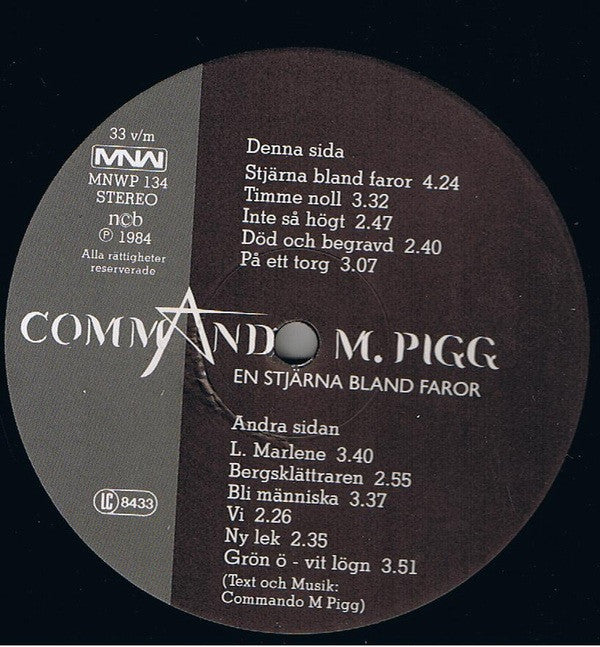 33 v/m
MNW
MNWP 134
STEREO
ncb
℗ 1984
Alla rättigheter
reserverade
Denna sida
Stjärna bland faror 4.24
Timme noll 3.32
Inte så högt 2.47
Död och begravd 2.40
På ett torg 3.07
COMMANDO M. PIGG
EN STJÄRNA BLAND FAROR
Andra sidan
L. Marlene 3.40
Bergsklättraren 2.55
Bli människa 3.37
Vi 2.26
Ny lek 2.35
Grön ö - vit lögn 3.51
(Text och Musik:
Commando M Pigg)
LC 8433